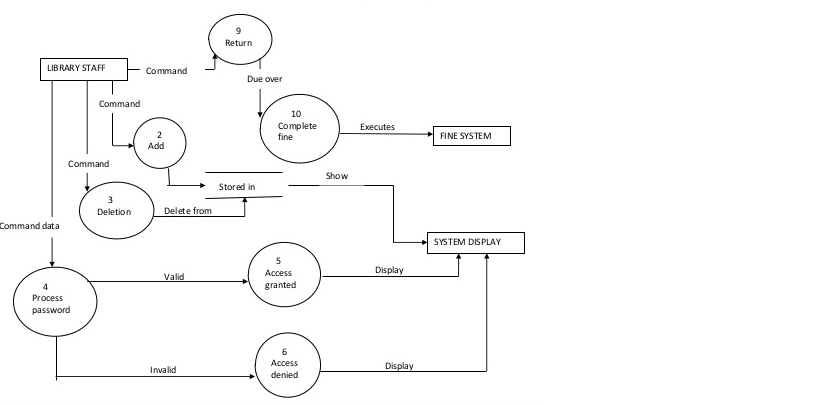 9
Return
LIBRARY STAFF
Command
Due over
Command
10
Complete
fine
Executes
FINE SYSTEM
2
Add
Command
Show
Stored in
3
Deletion
Delete from
Command data
SYSTEM DISPLAY
5
Access
granted
Valid
Display
4
Process
password
6
Access
denied
Invalid
Display